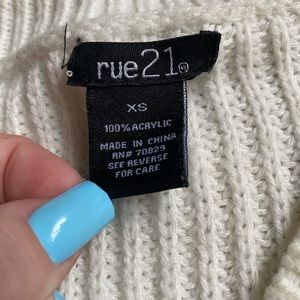 rue21®
XS
100% ACRYLIC
MADE IN CHINA
RN# 70829
SEE REVERSE
FOR CARE